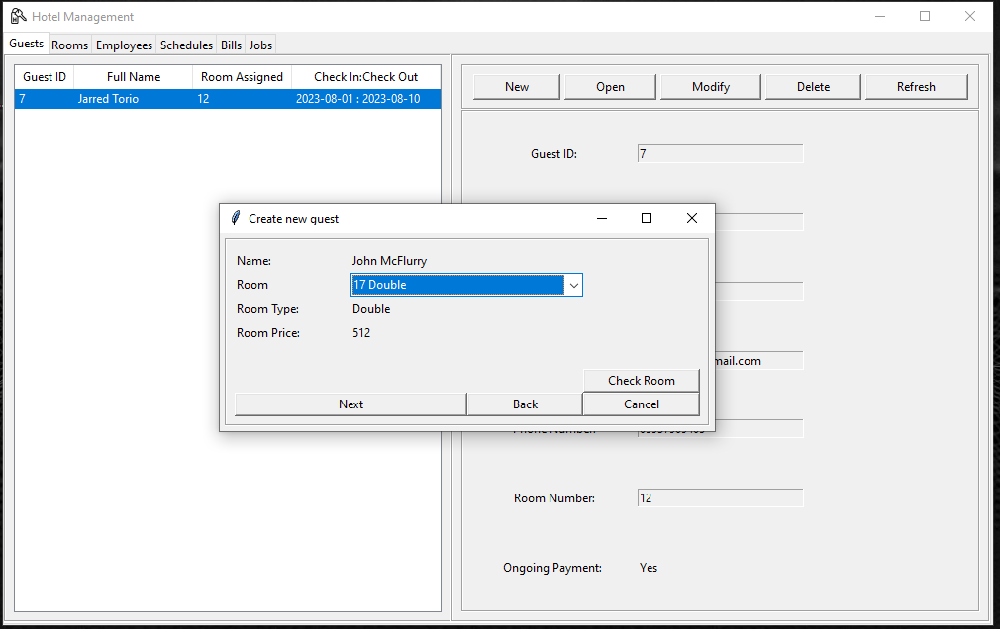 Hotel Management
Guests Rooms Employees Schedules Bills Jobs
Guest ID Full Name Room Assigned Check In:Check Out
7 Jarred Torio 12 2023-08-01 : 2023-08-10
New Open Modify Delete Refresh
Guest ID: 7
Create new guest
Name: John McFlurry
Room 17 Double
Room Type: Double
Room Price: 512
Check Room
Next Back Cancel
mail.com
Phone Number:
Room Number: 12
Ongoing Payment: Yes